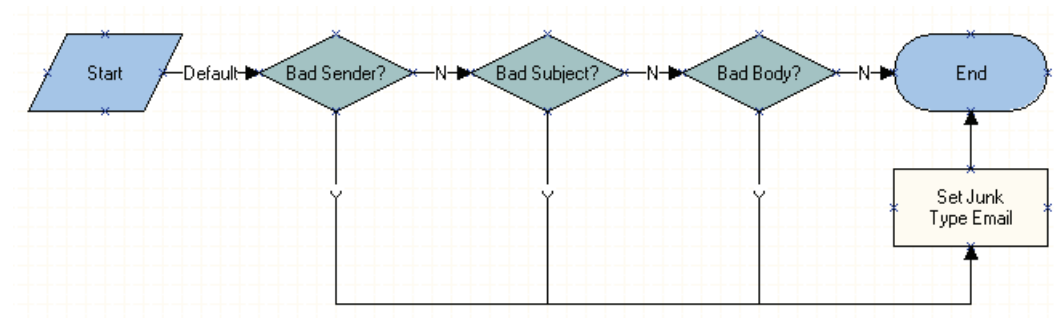 Start
Default
Bad Sender?
N
Bad Subject?
N
Bad Body?
N
End
Y
Y
Y
Set Junk
Type Email